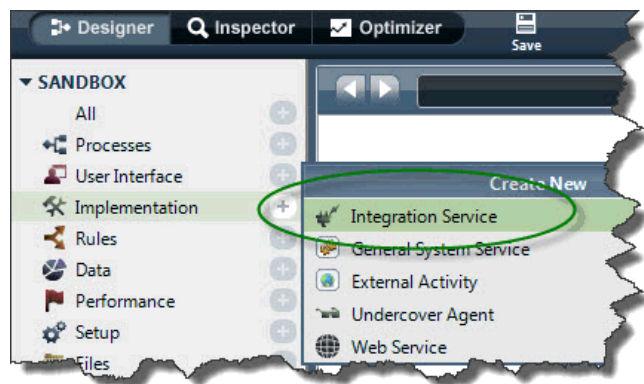 Designer Inspector Optimizer Save
SANDBOX
All
Processes
User Interface
Implementation
Rules
Data
Performance
Setup
Files
Create New
Integration Service
General System Service
External Activity
Undercover Agent
Web Service